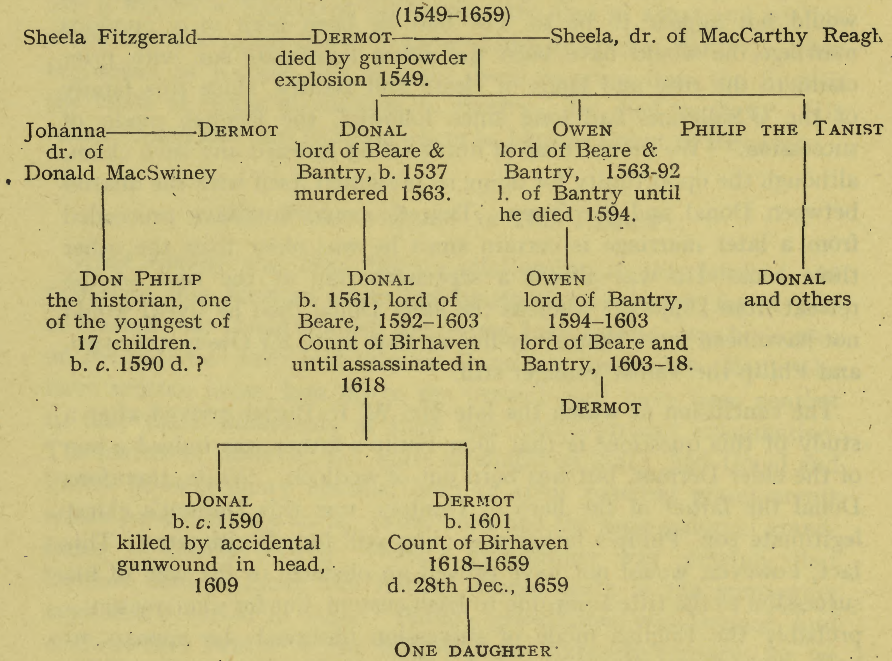 (1549–1659)
Sheela Fitzgerald DERMOT Sheela, dr. of MacCarthy Reagh
died by gunpowder
explosion 1549.
Johanna DERMOT
dr. of
Donald MacSwiney
DONAL
lord of Beare &
Bantry, b. 1537
murdered 1563.
OWEN
lord of Beare &
Bantry, 1563-92
l. of Bantry until
he died 1594.
PHILIP THE TANIST
DON PHILIP
the historian, one
of the youngest of
17 children.
b. c. 1590 d. ?
DONAL
b. 1561, lord of
Beare, 1592–1603
Count of Birhaven
until assassinated in
1618
OWEN
lord of Bantry,
1594–1603
lord of Beare and
Bantry, 1603–18.
DERMOT
DONAL
and others
DONAL
b. c. 1590
killed by accidental
gunwound in head,
1609
DERMOT
b. 1601
Count of Birhaven
1618–1659
d. 28th Dec., 1659
ONE DAUGHTER